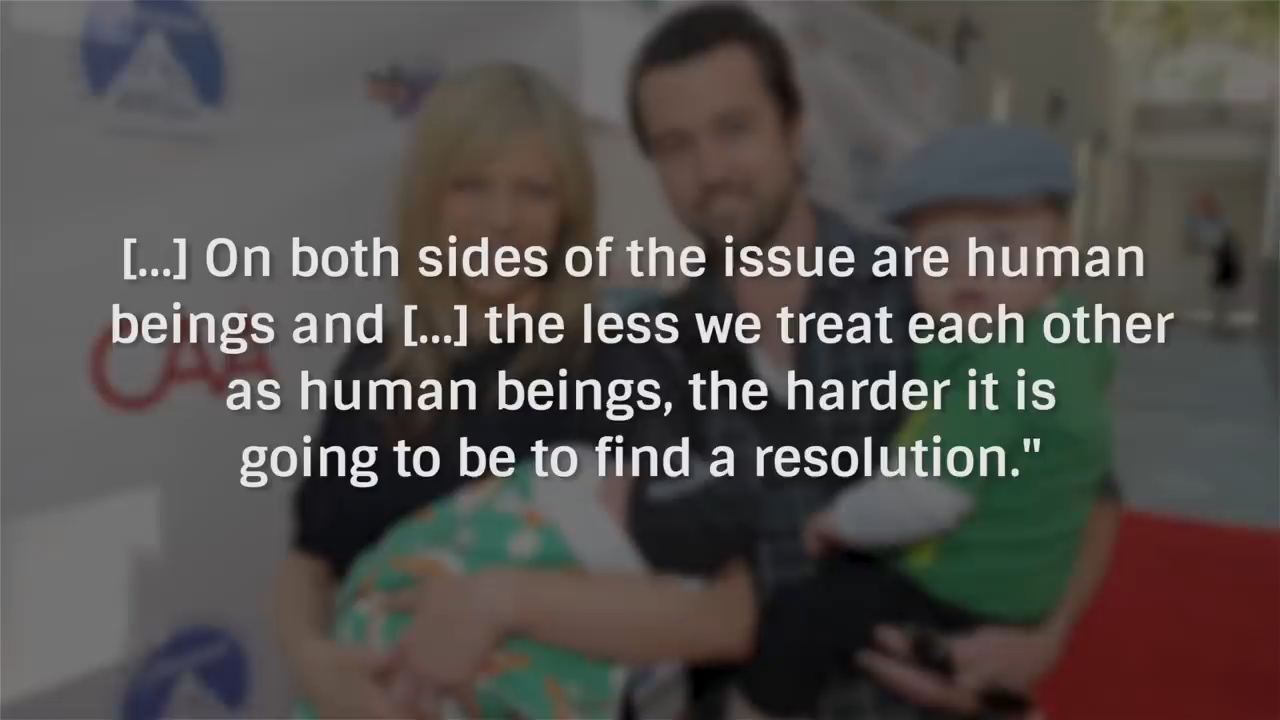 [...] On both sides of the issue are human
beings and [...] the less we treat each other
as human beings, the harder it is
going to be to find a resolution."
CAA